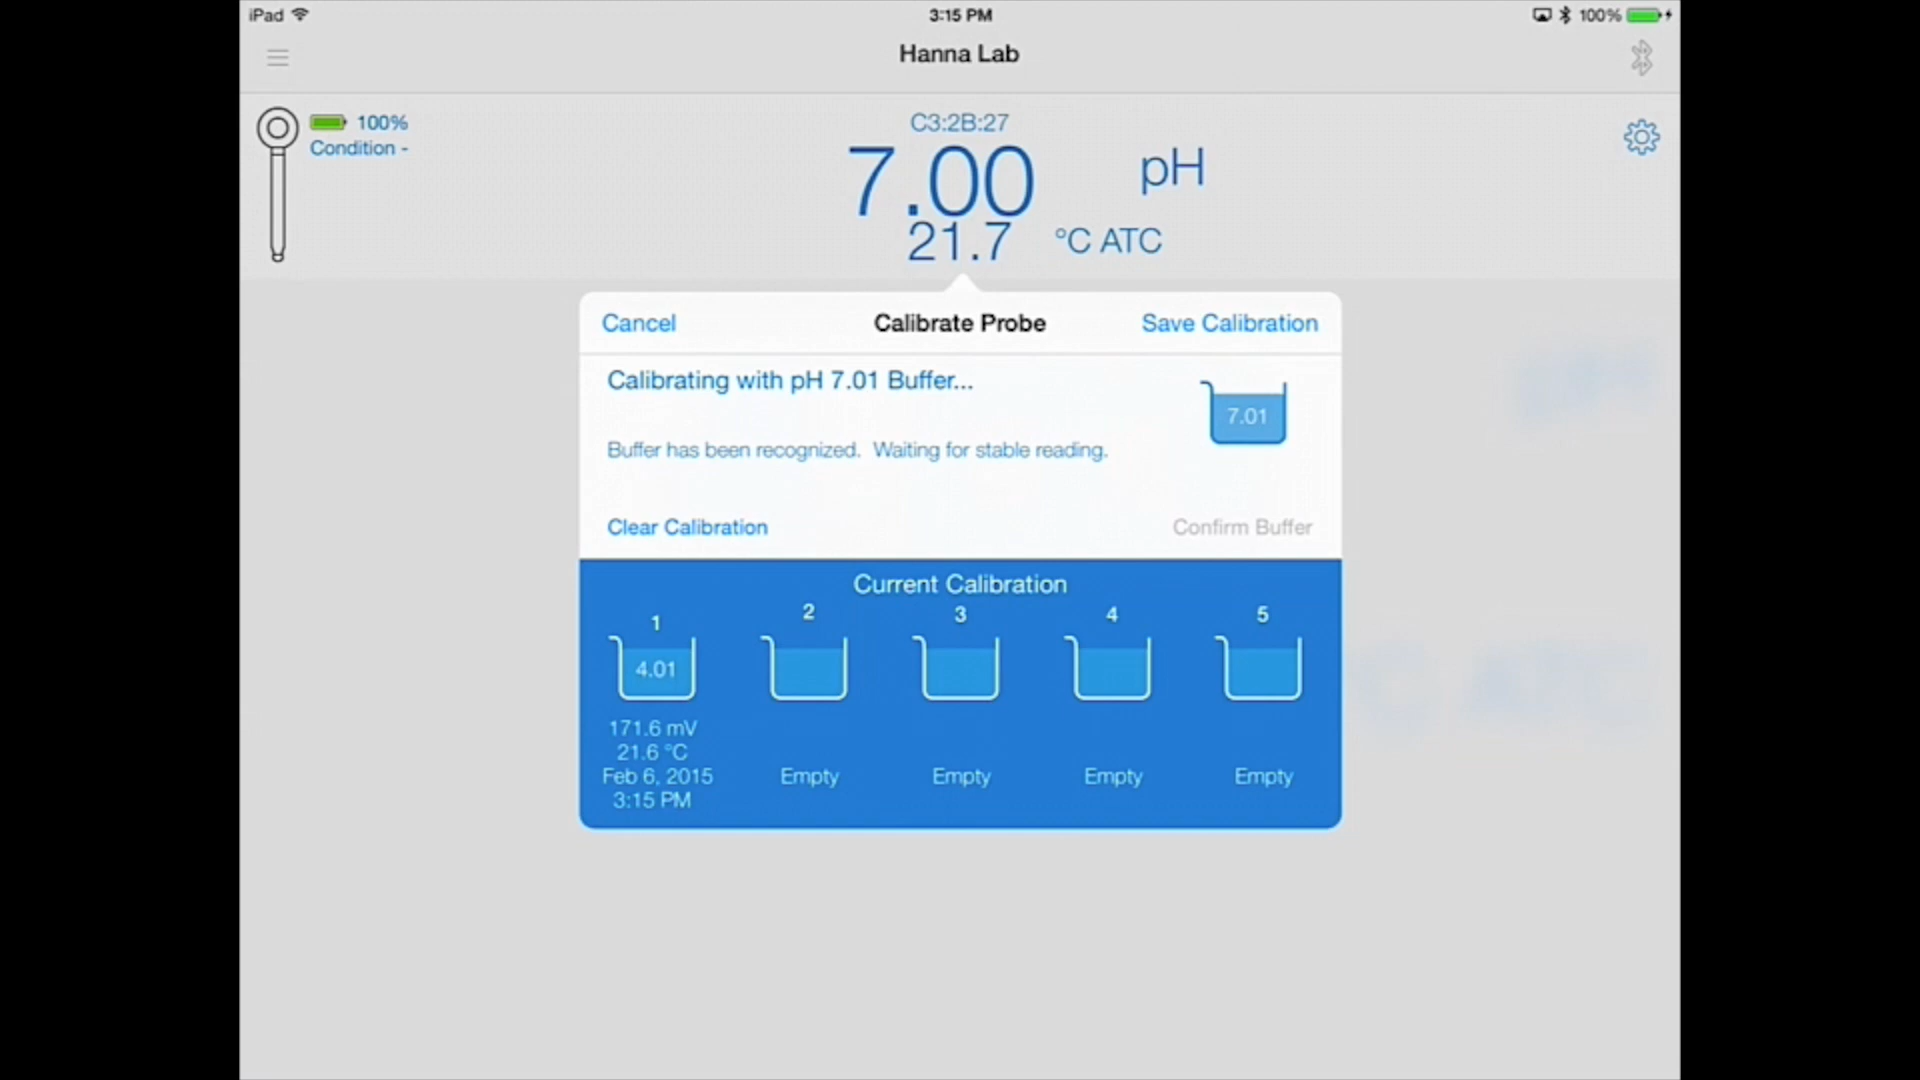 iPad
3:15 PM
100%
Hanna Lab
100%
Condition -
C3:2B:27
7.00 pH
21.7 °C ATC
Cancel
Calibrate Probe
Save Calibration
Calibrating with pH 7.01 Buffer...
7.01
Buffer has been recognized. Waiting for stable reading.
Clear Calibration
Confirm Buffer
Current Calibration
1 2 3 4 5
4.01
171.6 mV
21.6 °C
Feb 6, 2015
3:15 PM
Empty Empty Empty Empty